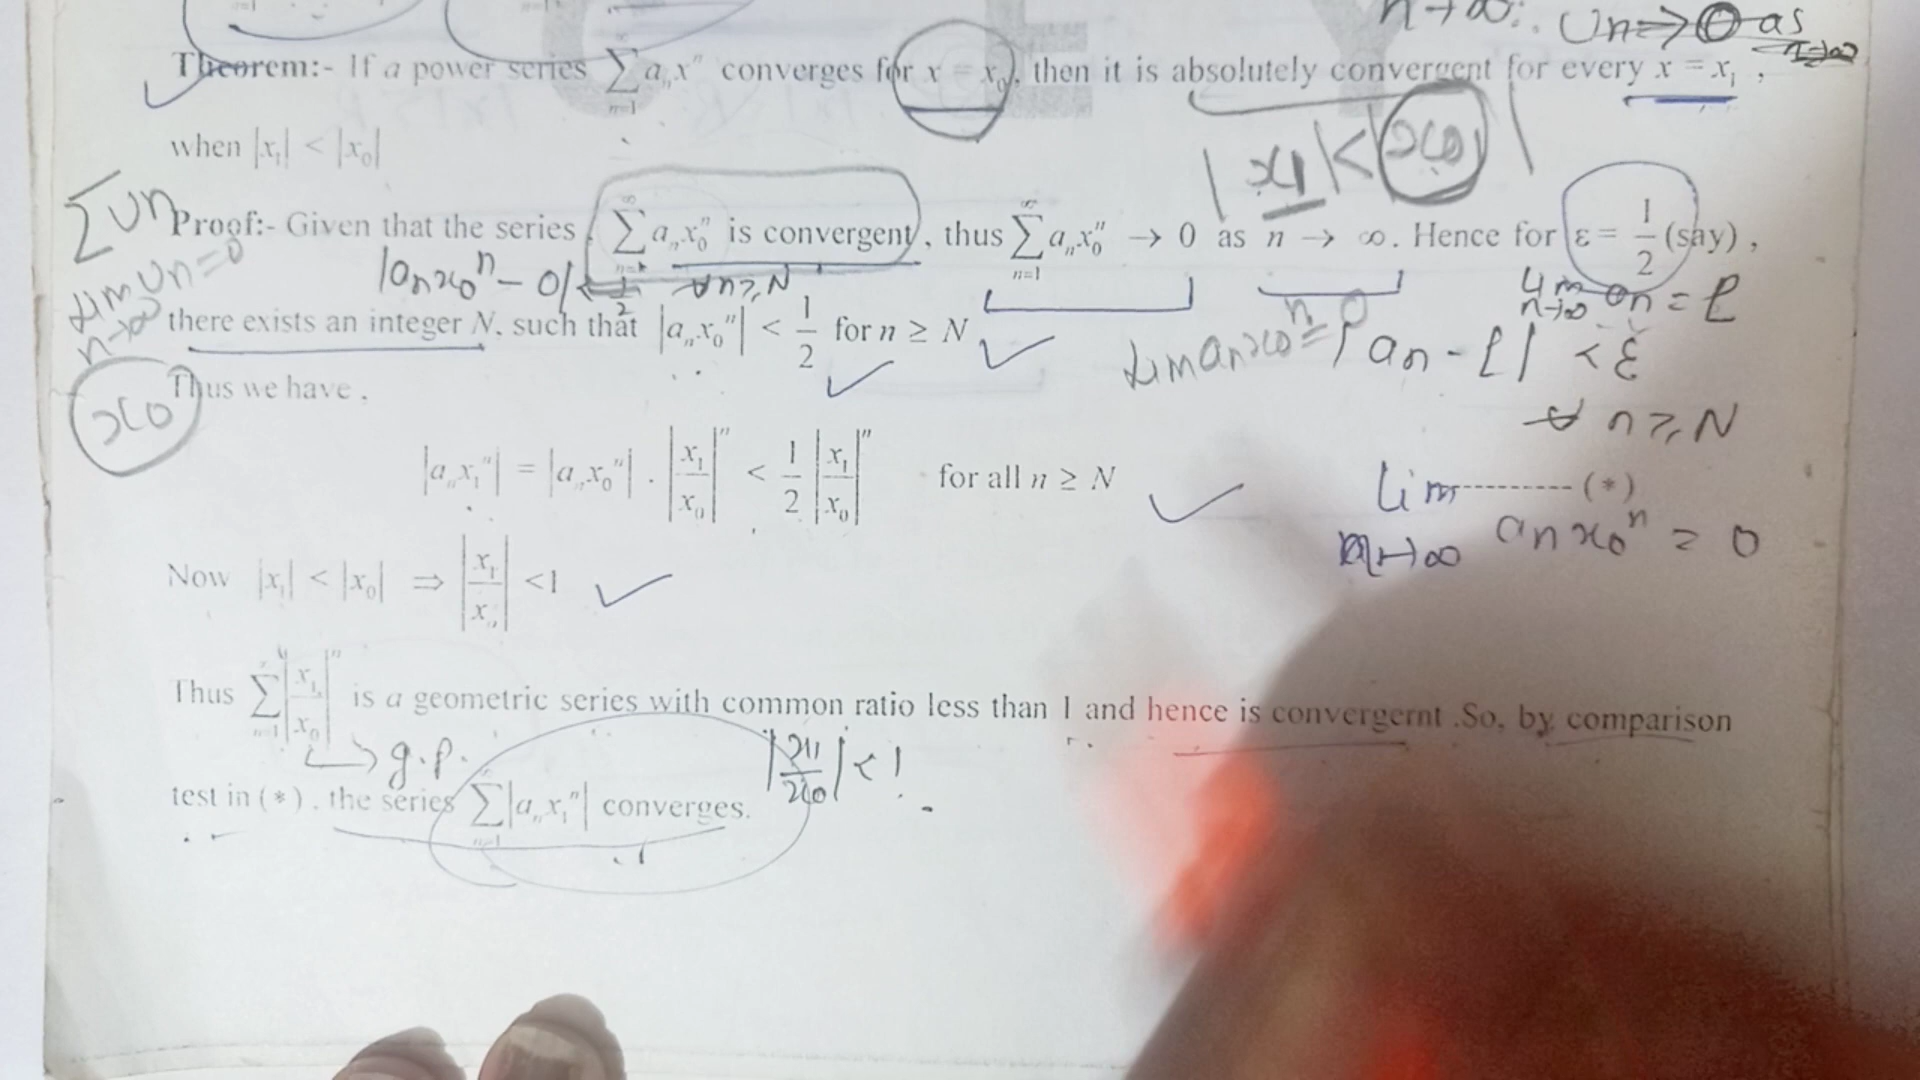 n→∞. Un⇒0 as n→∞
Theorem:- If a power series ∑_{n=1}^{∞} a_n x^n converges for x = x_0, then it is absolutely convergent for every x = x_1 ,
when |x_1| < |x_0|
|x_1| < |x_0|
∑Un
Proof:- Given that the series ∑_{n=1}^{∞} a_n x_0^n is convergent , thus ∑_{n=1}^{∞} a_n x_0^n → 0 as n → ∞ . Hence for ε = 1/2 (say) ,
lim_{n→∞} Un = 0
|a_n x_0^n - 0| < 1/2 ∀ n ≥ N
lim_{n→∞} a_n = l
there exists an integer N, such that |a_n x_0^n| < 1/2 for n ≥ N
lim a_n x_0^n = 0
|a_n - l| < ε
∀ n ≥ N
x_0
Thus we have ,
|a_n x_1^n| = |a_n x_0^n| . |x_1/x_0|^n < 1/2 |x_1/x_0|^n for all n ≥ N ---------- (*)
lim_{n→∞} a_n x_0^n = 0
Now |x_1| < |x_0| ⇒ |x_1/x_0| < 1
Thus ∑_{n=1}^{∞} |x_1/x_0|^n is a geometric series with common ratio less than 1 and hence is convergernt .So, by comparison
g.p.
|x_1/x_0| < 1
test in (*) . the series ∑_{n=1}^{∞} |a_n x_1^n| converges.